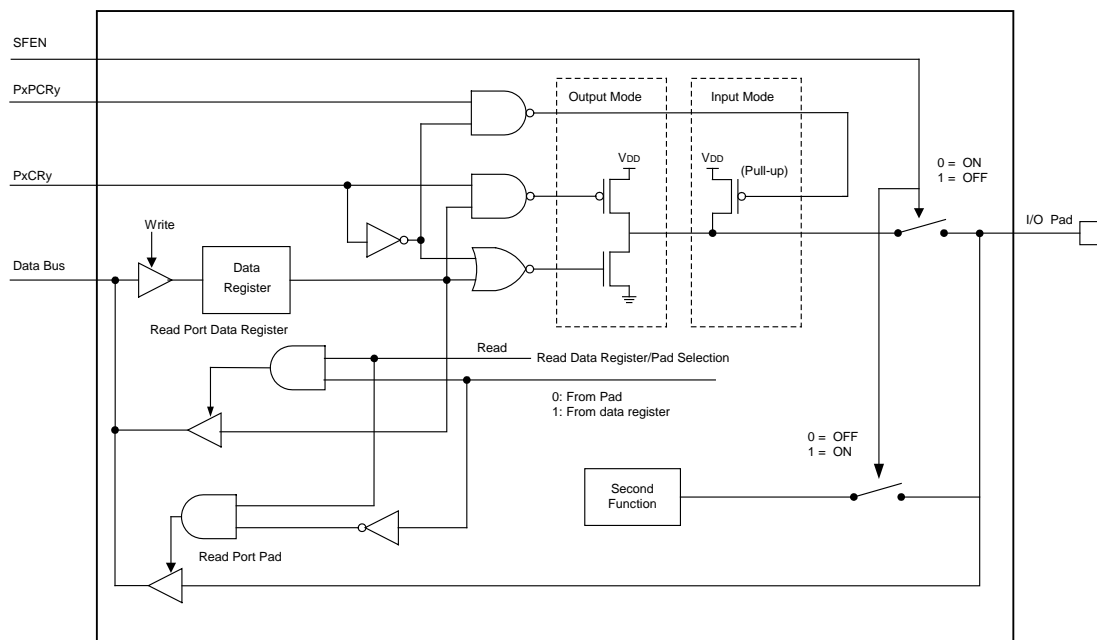 SFEN
PxPCRy
Output Mode
Input Mode
VDD
VDD
(Pull-up)
0 = ON
1 = OFF
PxCRy
I/O Pad
Write
Data Bus
Data
Register
Read Port Data Register
Read
Read Data Register/Pad Selection
0: From Pad
1: From data register
0 = OFF
1 = ON
Second
Function
Read Port Pad